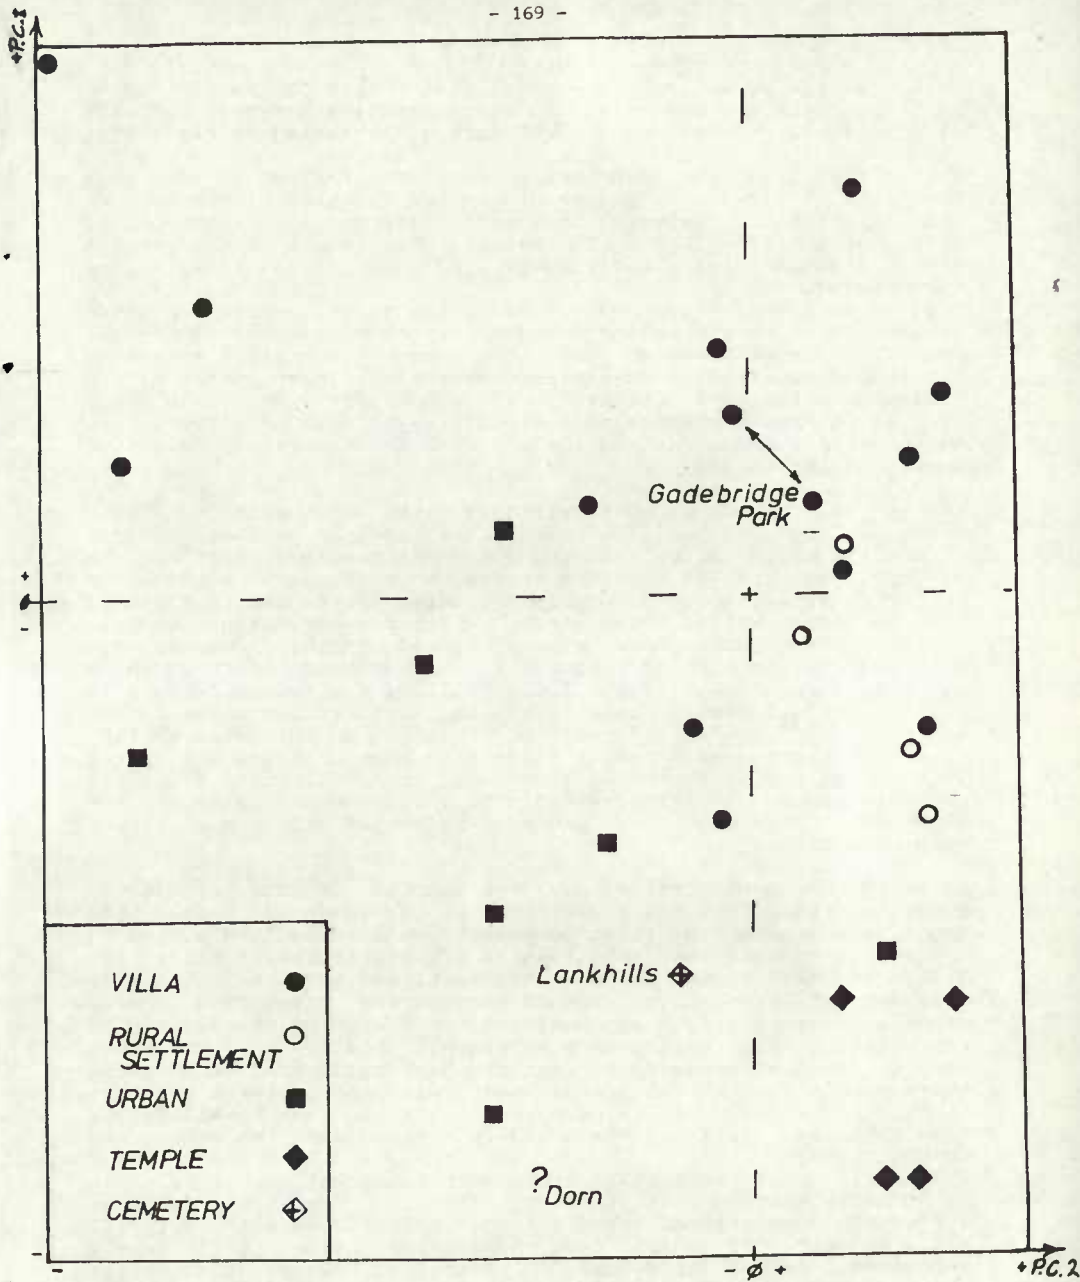 - 169 -
+P.C.1
Gadebridge
Park
+
-
+
Lankhills
VILLA
RURAL
SETTLEMENT
URBAN
TEMPLE
CEMETERY
? Dorn
-
-
- Ø +
+P.C.2